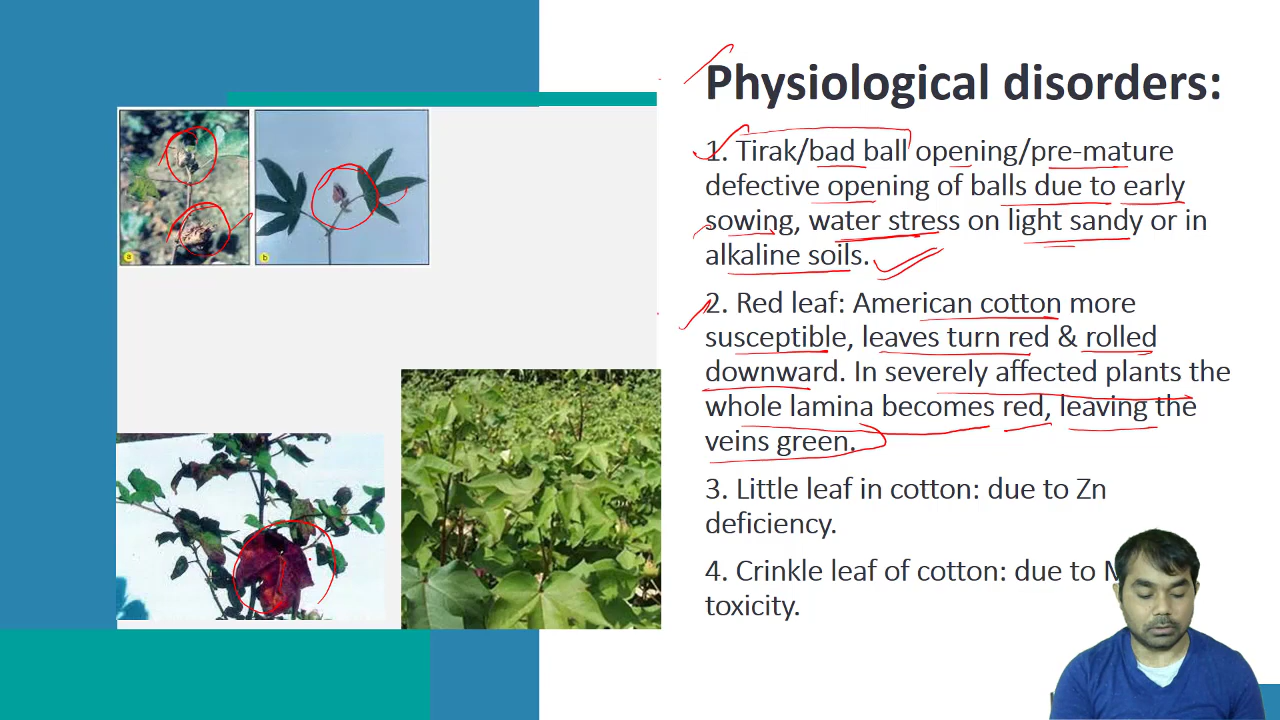 Physiological disorders:
1. Tirak/bad ball opening/pre-mature
defective opening of balls due to early
sowing, water stress on light sandy or in
alkaline soils.
2. Red leaf: American cotton more
susceptible, leaves turn red & rolled
downward. In severely affected plants the
whole lamina becomes red, leaving the
veins green.
3. Little leaf in cotton: due to Zn
deficiency.
4. Crinkle leaf of cotton: due to
toxicity.
a
b